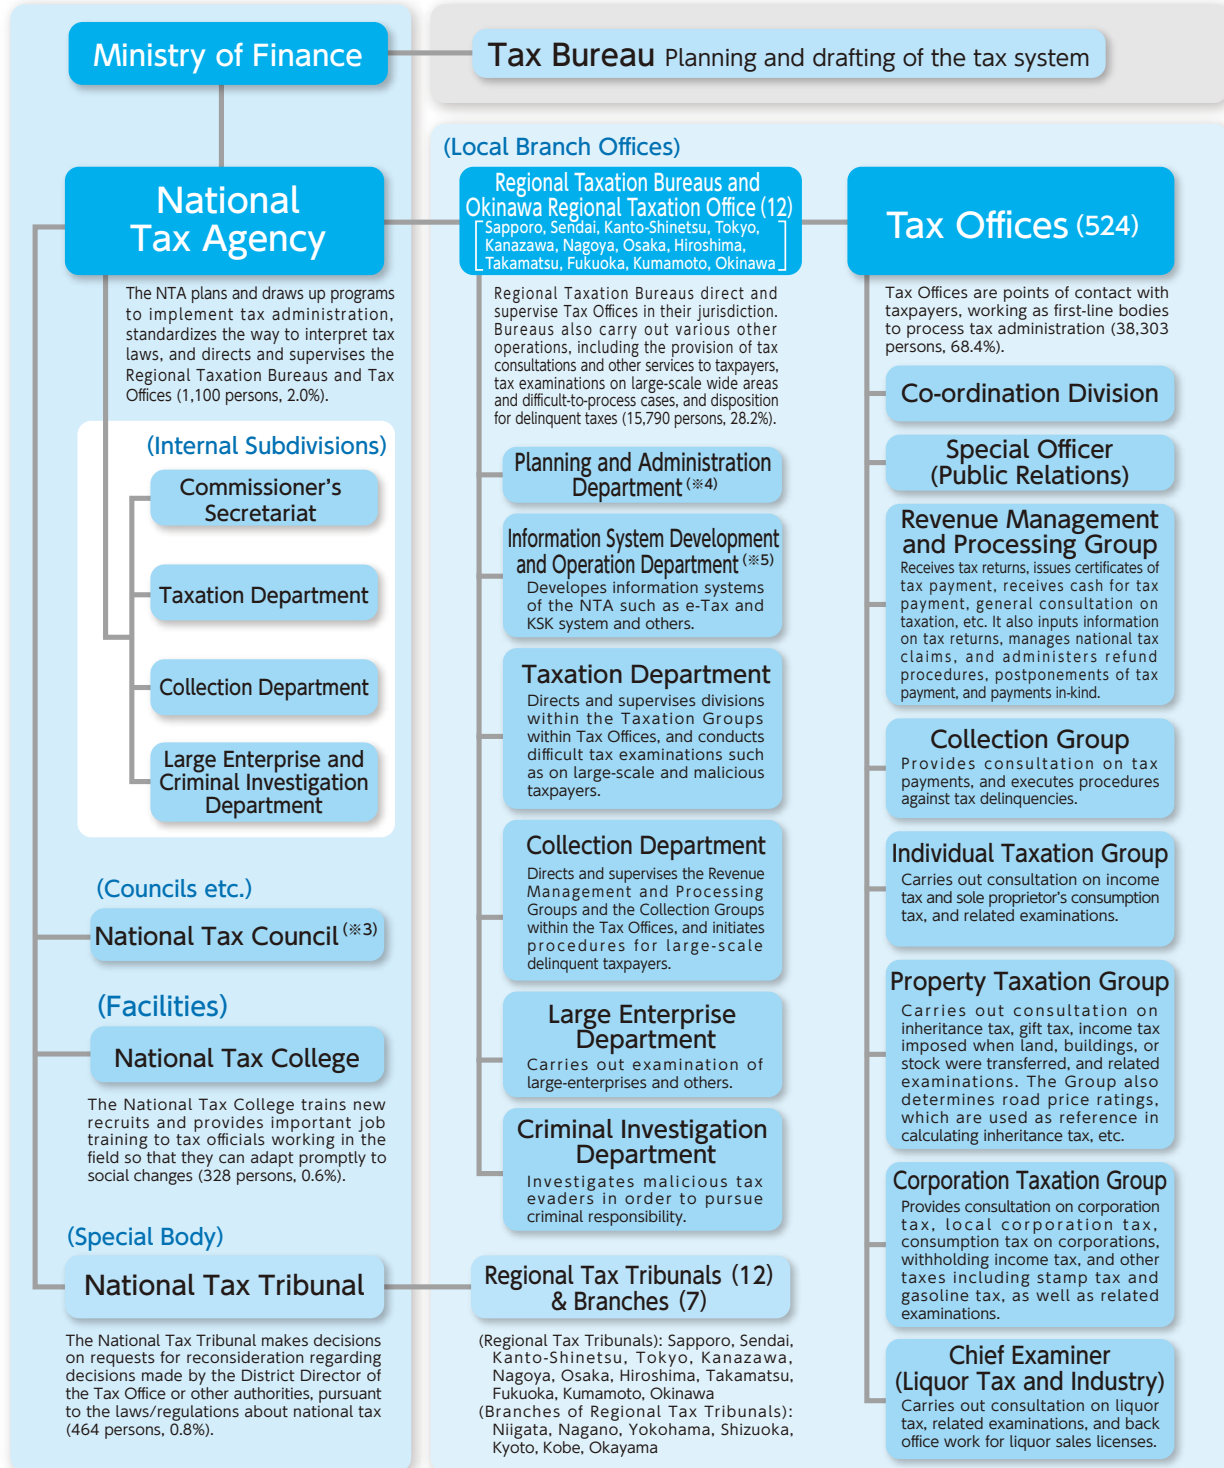 Ministry of Finance
Tax Bureau Planning and drafting of the tax system
National
Tax Agency
The NTA plans and draws up programs
to implement tax administration,
standardizes the way to interpret tax
laws, and directs and supervises the
Regional Taxation Bureaus and Tax
Offices (1,100 persons, 2.0%).
(Internal Subdivisions)
Commissioner's
Secretariat
Taxation Department
Collection Department
Large Enterprise and
Criminal Investigation
Department
(Councils etc.)
National Tax Council (※3)
(Facilities)
National Tax College
The National Tax College trains new
recruits and provides important job
training to tax officials working in the
field so that they can adapt promptly to
social changes (328 persons, 0.6%).
(Special Body)
National Tax Tribunal
The National Tax Tribunal makes decisions
on requests for reconsideration regarding
decisions made by the District Director of
the Tax Office or other authorities, pursuant
to the laws/regulations about national tax
(464 persons, 0.8%).
(Local Branch Offices)
Regional Taxation Bureaus and
Okinawa Regional Taxation Office (12)
[Sapporo, Sendai, Kanto-Shinetsu, Tokyo,
Kanazawa, Nagoya, Osaka, Hiroshima,
Takamatsu, Fukuoka, Kumamoto, Okinawa]
Regional Taxation Bureaus direct and
supervise Tax Offices in their jurisdiction.
Bureaus also carry out various other
operations, including the provision of tax
consultations and other services to taxpayers,
tax examinations on large-scale wide areas
and difficult-to-process cases, and disposition
for delinquent taxes (15,790 persons, 28.2%).
Planning and Administration
Department (※4)
Information System Development
and Operation Department (※5)
Developes information systems
of the NTA such as e-Tax and
KSK system and others.
Taxation Department
Directs and supervises divisions
within the Taxation Groups
within Tax Offices, and conducts
difficult tax examinations such
as on large-scale and malicious
taxpayers.
Collection Department
Directs and supervises the Revenue
Management and Processing
Groups and the Collection Groups
within the Tax Offices, and initiates
procedures for large-scale
delinquent taxpayers.
Large Enterprise
Department
Carries out examination of
large-enterprises and others.
Criminal Investigation
Department
Investigates malicious tax
evaders in order to pursue
criminal responsibility.
Regional Tax Tribunals (12)
& Branches (7)
(Regional Tax Tribunals): Sapporo, Sendai,
Kanto-Shinetsu, Tokyo, Kanazawa,
Nagoya, Osaka, Hiroshima, Takamatsu,
Fukuoka, Kumamoto, Okinawa
(Branches of Regional Tax Tribunals):
Niigata, Nagano, Yokohama, Shizuoka,
Kyoto, Kobe, Okayama
Tax Offices (524)
Tax Offices are points of contact with
taxpayers, working as first-line bodies
to process tax administration (38,303
persons, 68.4%).
Co-ordination Division
Special Officer
(Public Relations)
Revenue Management
and Processing Group
Receives tax returns, issues certificates of
tax payment, receives cash for tax
payment, general consultation on
taxation, etc. It also inputs information
on tax returns, manages national tax
claims, and administers refund
procedures, postponements of tax
payment, and payments in-kind.
Collection Group
Provides consultation on tax
payments, and executes procedures
against tax delinquencies.
Individual Taxation Group
Carries out consultation on income
tax and sole proprietor's consumption
tax, and related examinations.
Property Taxation Group
Carries out consultation on
inheritance tax, gift tax, income tax
imposed when land, buildings, or
stock were transferred, and related
examinations. The Group also
determines road price ratings,
which are used as reference in
calculating inheritance tax, etc.
Corporation Taxation Group
Provides consultation on corporation
tax, local corporation tax,
consumption tax on corporations,
withholding income tax, and other
taxes including stamp tax and
gasoline tax, as well as related
examinations.
Chief Examiner
(Liquor Tax and Industry)
Carries out consultation on liquor
tax, related examinations, and back
office work for liquor sales licenses.